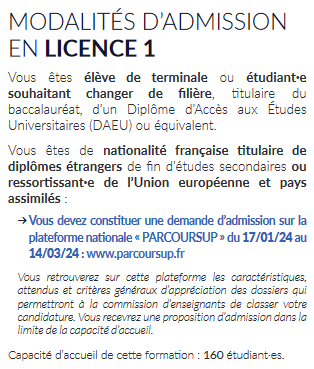 MODALITÉS D'ADMISSION
EN LICENCE 1
Vous êtes élève de terminale ou étudiant·e
souhaitant changer de filière, titulaire du
baccalauréat, d'un Diplôme d'Accès aux Études
Universitaires (DAEU) ou équivalent.
Vous êtes de nationalité française titulaire de
diplômes étrangers de fin d'études secondaires ou
ressortissant·e de l'Union européenne et pays
assimilés :
→ Vous devez constituer une demande d'admission sur la
plateforme nationale « PARCOURSUP » du 17/01/24 au
14/03/24 : www.parcoursup.fr
Vous retrouverez sur cette plateforme les caractéristiques,
attendus et critères généraux d'appréciation des dossiers qui
permettront à la commission d'enseignants de classer votre
candidature. Vous recevrez une proposition d'admission dans la
limite de la capacité d'accueil.
Capacité d'accueil de cette formation : 160 étudiant·es.